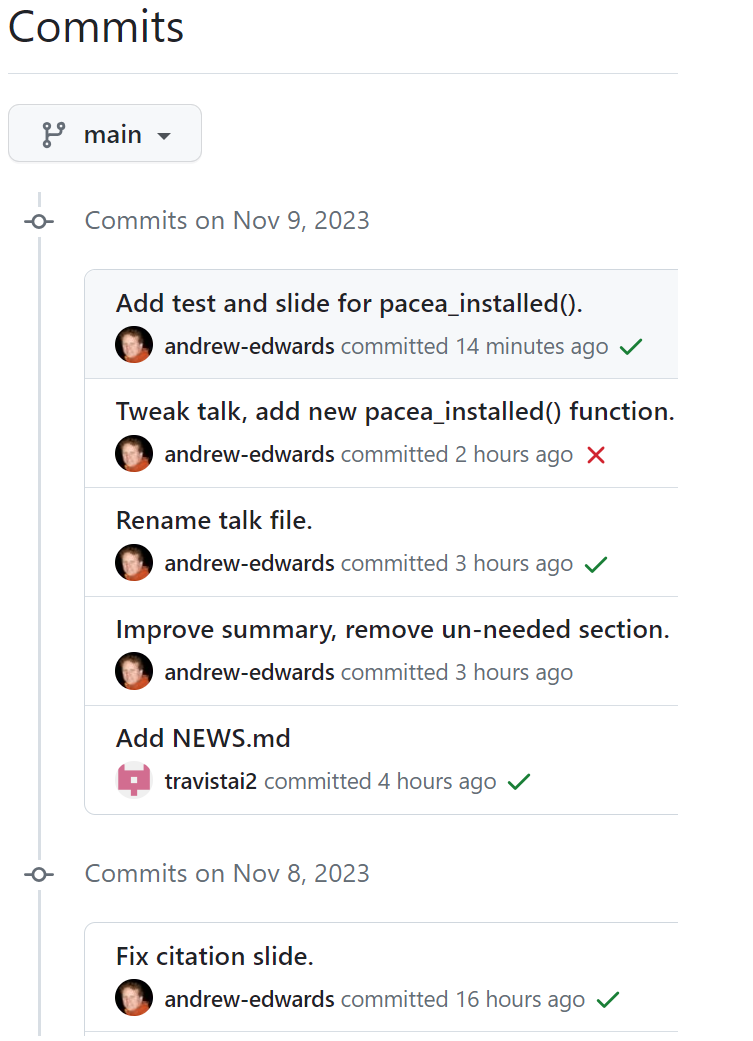 Commits
main
Commits on Nov 9, 2023
Add test and slide for pacea_installed().
andrew-edwards committed 14 minutes ago
Tweak talk, add new pacea_installed() function.
andrew-edwards committed 2 hours ago
Rename talk file.
andrew-edwards committed 3 hours ago
Improve summary, remove un-needed section.
andrew-edwards committed 3 hours ago
Add NEWS.md
travistai2 committed 4 hours ago
Commits on Nov 8, 2023
Fix citation slide.
andrew-edwards committed 16 hours ago